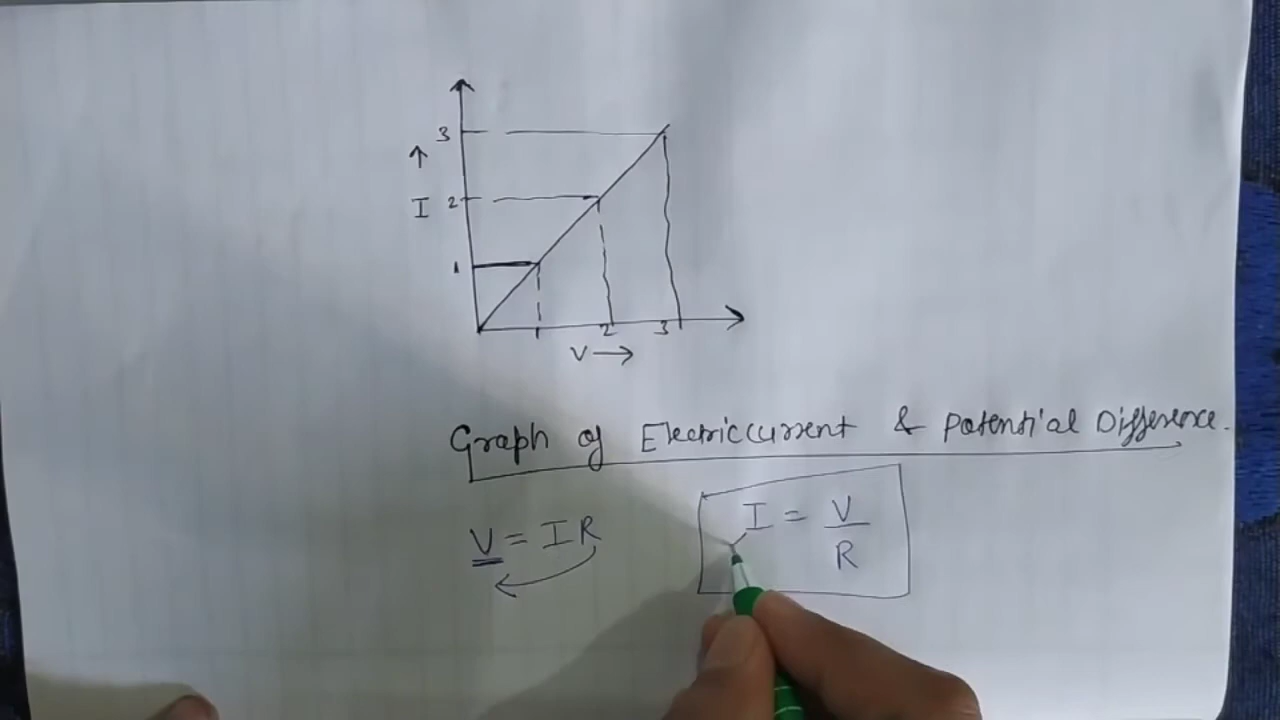 3
↑
I 2
1
1 2 3
V →
Graph of Electriccurrent & Potential Difference.
V = IR
I = V/R